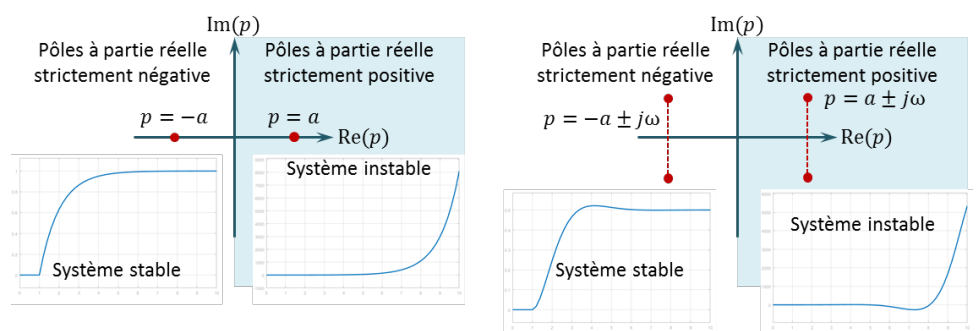 Im(p)
Pôles à partie réelle
strictement négative
Pôles à partie réelle
strictement positive
p = −a
p = a
Re(p)
Système stable
Système instable
Im(p)
Pôles à partie réelle
strictement négative
Pôles à partie réelle
strictement positive
p = −a ± jω
p = a ± jω
Re(p)
Système stable
Système instable